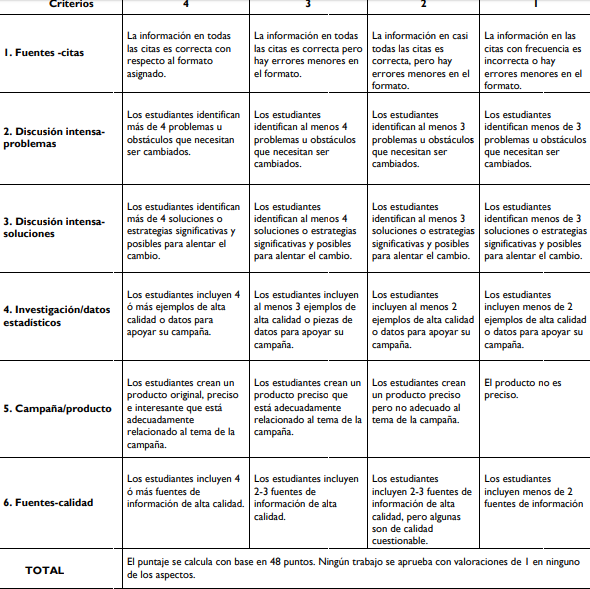 Criterios 4 3 2 1
1. Fuentes -citas
La información en todas
las citas es correcta con
respecto al formato
asignado.
La información en todas
las citas es correcta pero
hay errores menores en
el formato.
La información en casi
todas las citas es
correcta, pero hay
errores menores en el
formato.
La información en las
citas con frecuencia es
incorrecta o hay
errores menores en el
formato.
2. Discusión intensa-
problemas
Los estudiantes identifican
más de 4 problemas u
obstáculos que necesitan
ser cambiados.
Los estudiantes
identifican al menos 4
problemas u obstáculos
que necesitan ser
cambiados.
Los estudiantes
identifican al menos 3
problemas u obstáculos
que necesitan ser
cambiados.
Los estudiantes
identifican menos de 3
problemas u obstáculos
que necesitan ser
cambiados.
3. Discusión intensa-
soluciones
Los estudiantes identifican
más de 4 soluciones o
estrategias significativas y
posibles para alentar el
cambio.
Los estudiantes
identifican al menos 4
soluciones o estrategias
significativas y posibles
para alentar el cambio.
Los estudiantes
identifican al menos 3
soluciones o estrategias
significativas y posibles
para alentar el cambio.
Los estudiantes
identifican menos de 3
soluciones o estrategias
significativas y posibles
para alentar el cambio.
4. Investigación/datos
estadísticos
Los estudiantes incluyen 4
ó más ejemplos de alta
calidad o datos para
apoyar su campaña.
Los estudiantes incluyen
al menos 3 ejemplos de
alta calidad o piezas de
datos para apoyar su
campaña.
Los estudiantes
incluyen al menos 2
ejemplos de alta calidad
o datos para apoyar su
campaña.
Los estudiantes
incluyen menos de 2
ejemplos de alta calidad
o datos para apoyar su
campaña.
5. Campaña/producto
Los estudiantes crean un
producto original, preciso
e interesante que está
adecuadamente
relacionado al tema de la
campaña.
Los estudiantes crean un
producto preciso que
está adecuadamente
relacionado al tema de la
campaña.
Los estudiantes crean
un producto preciso
pero no adecuado al
tema de la campaña.
El producto no es
preciso.
6. Fuentes-calidad
Los estudiantes incluyen 4
ó más fuentes de
información de alta calidad.
Los estudiantes incluyen
2-3 fuentes de
información de alta
calidad.
Los estudiantes
incluyen 2-3 fuentes de
información de alta
calidad, pero algunas
son de calidad
cuestionable.
Los estudiantes
incluyen menos de 2
fuentes de información
TOTAL
El puntaje se calcula con base en 48 puntos. Ningún trabajo se aprueba con valoraciones de 1 en ninguno
de los aspectos.